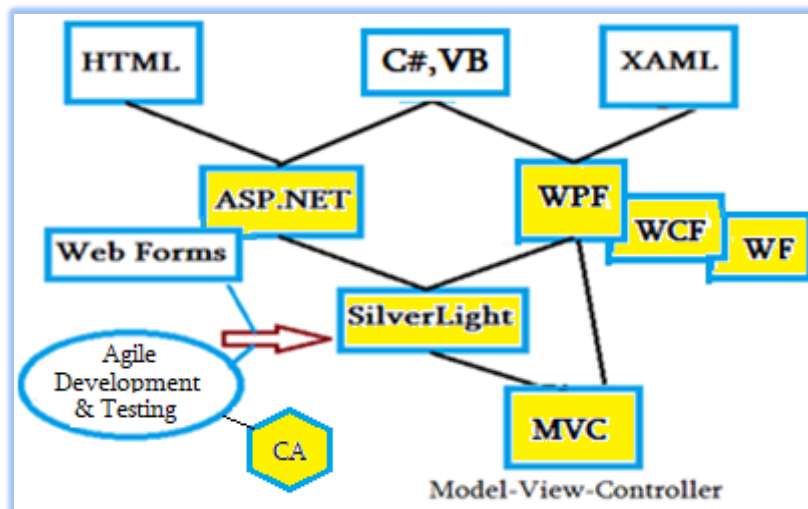 HTML
C#,VB
XAML
ASP.NET
WPF
WCF
WF
Web Forms
SilverLight
Agile
Development
& Testing
CA
MVC
Model-View-Controller